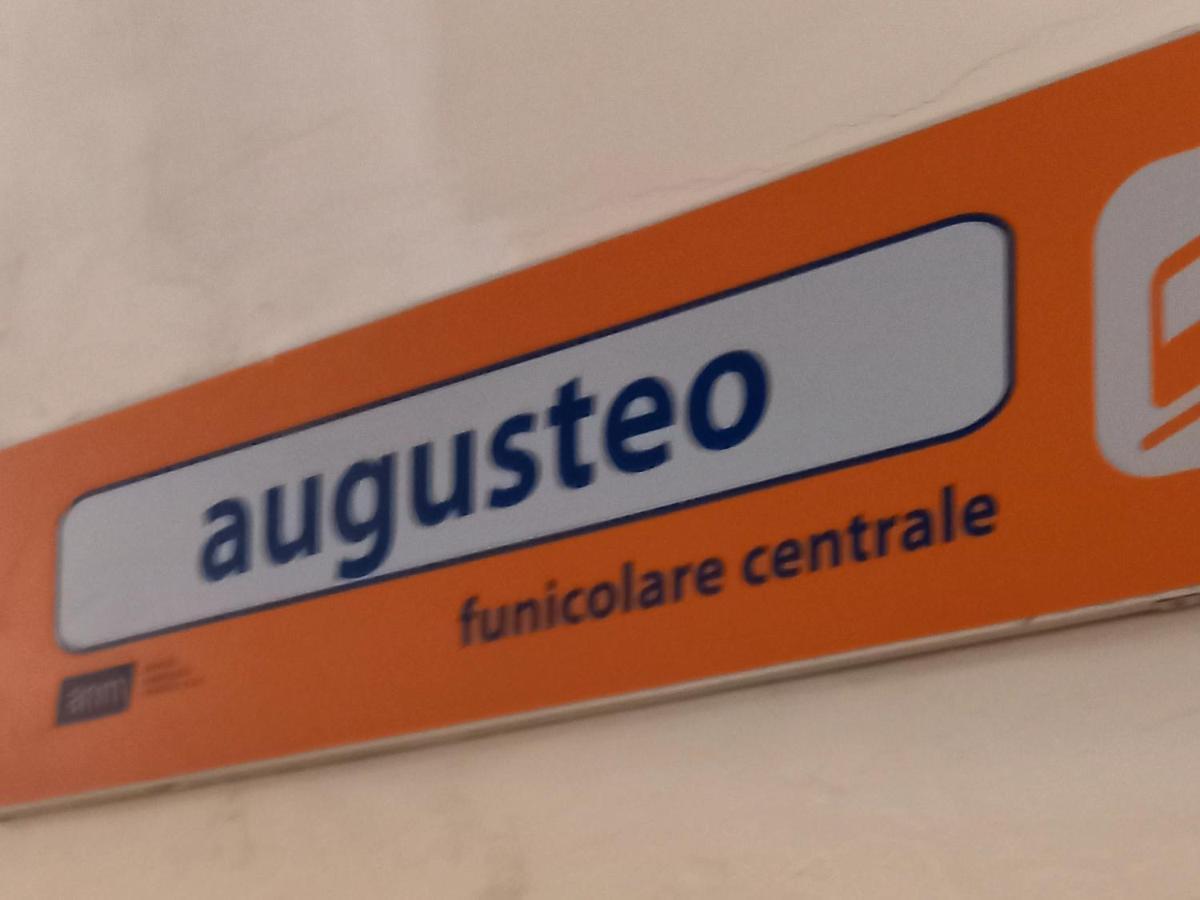 augusteo
funicolare centrale
anm